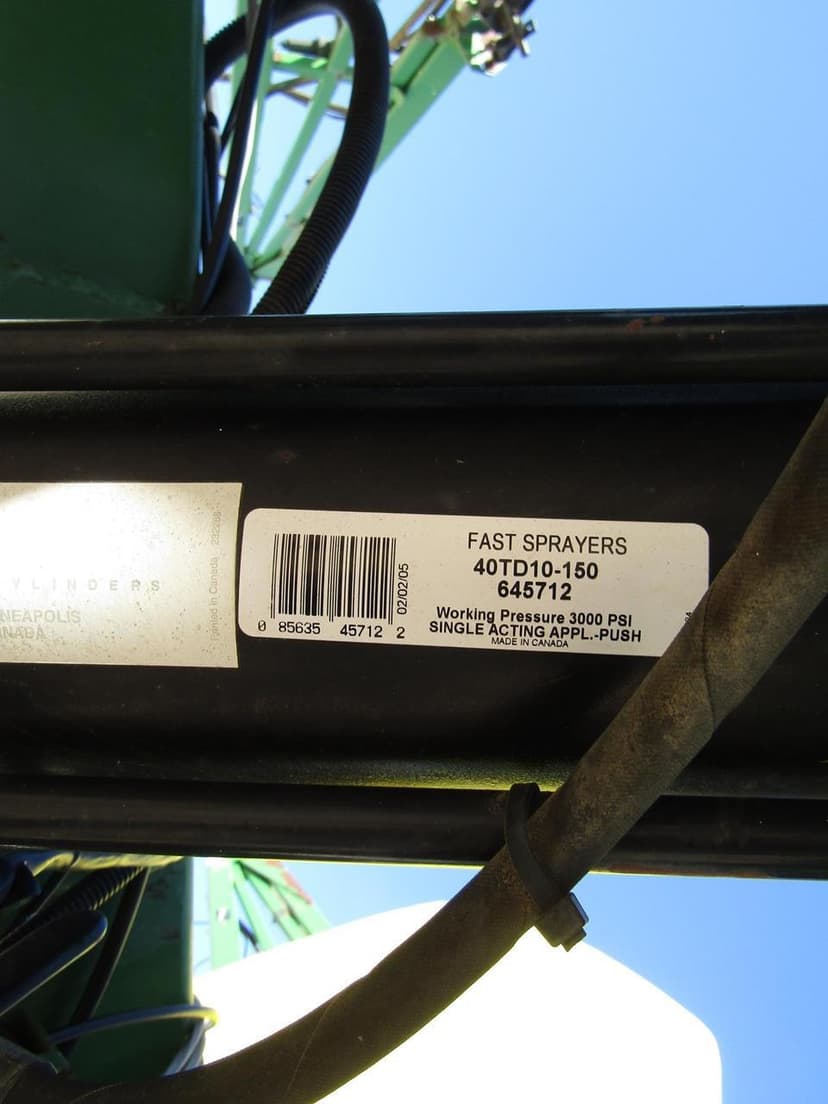 YLINDERS
NEAPOLIS
NADA
Printed in Canada
FAST SPRAYERS
40TD10-150
645712
Working Pressure 3000 PSI
SINGLE ACTING APPL.-PUSH
MADE IN CANADA
02/02/05
0 85635 45712 2